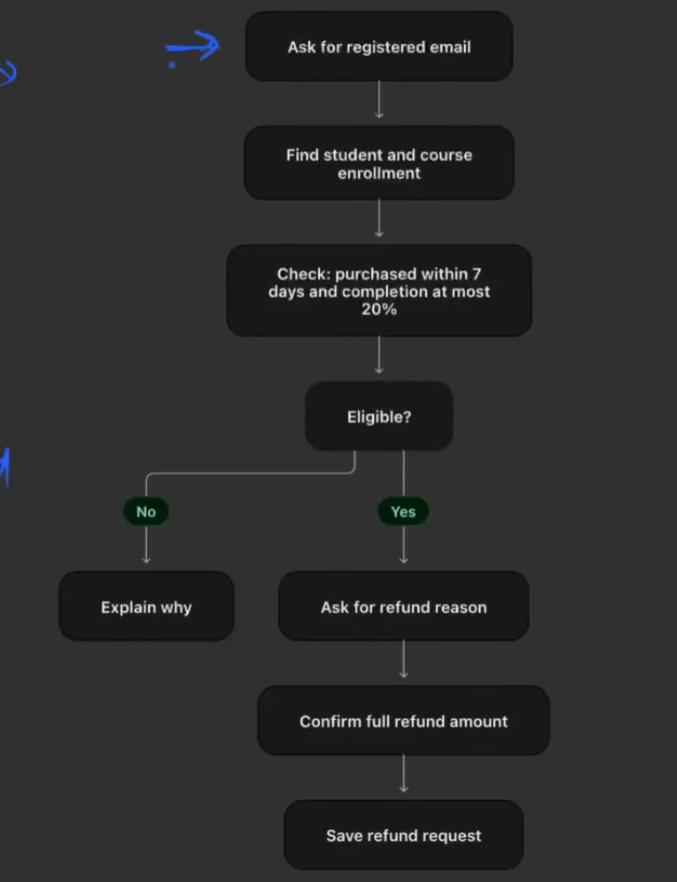 Ask for registered email
Find student and course
enrollment
Check: purchased within 7
days and completion at most
20%
Eligible?
No
Yes
Explain why
Ask for refund reason
Confirm full refund amount
Save refund request